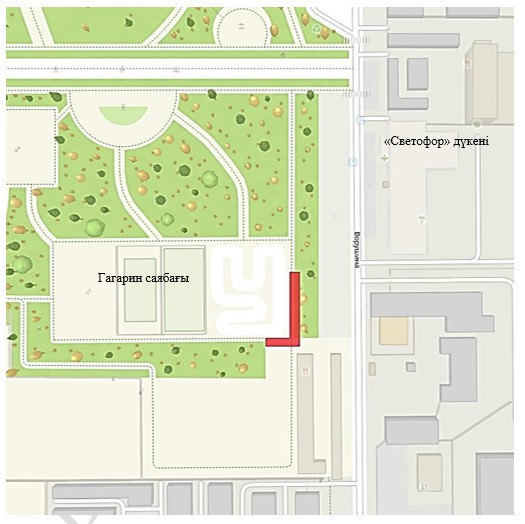 «Светофор» дүкені
Ворушина
Гагарин саябағы